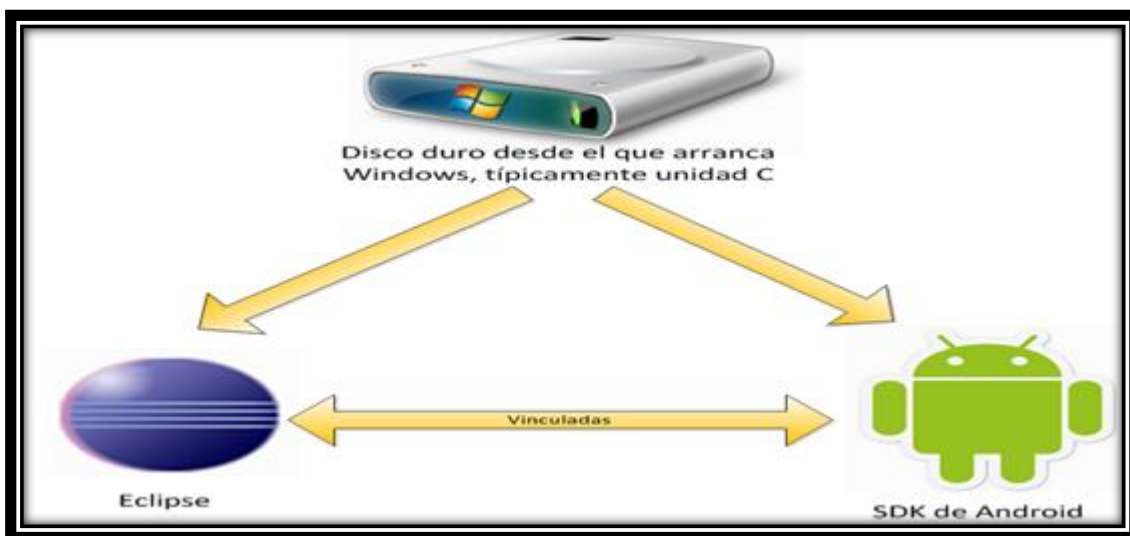 Disco duro desde el que arranca
Windows, típicamente unidad C
Vinculadas
Eclipse
SDK de Android